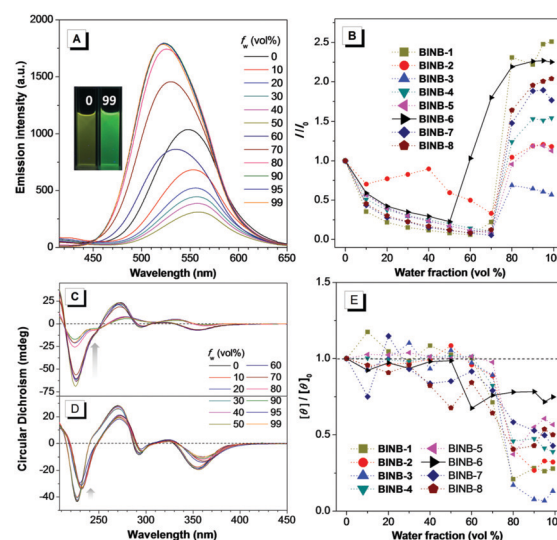 A
f_w (vol%)
0
10
20
30
40
50
60
70
80
90
95
99
0 99
2000
1500
1000
500
0
Emission intensity (a.u.)
450 500 550 600 650
Wavelength (nm)
B
BINB-1
BINB-2
BINB-3
BINB-4
BINB-5
BINB-6
BINB-7
BINB-8
2.5
2.0
1.5
1.0
0.5
0.0
I/I₀
0 20 40 60 80 100
Water fraction (vol %)
C
25
0
-25
-50
-75
D
20
0
-20
-40
Circular Dichroism (mdeg)
f_w (vol %)
0 60
10 70
20 80
30 90
40 95
50 99
250 300 350 400 450
Wavelength (nm)
E
1.5
1.0
0.5
0.0
[θ] / [θ]₀
BINB-1 BINB-5
BINB-2 BINB-6
BINB-3 BINB-7
BINB-4 BINB-8
0 20 40 60 80 100
Water fraction (vol %)